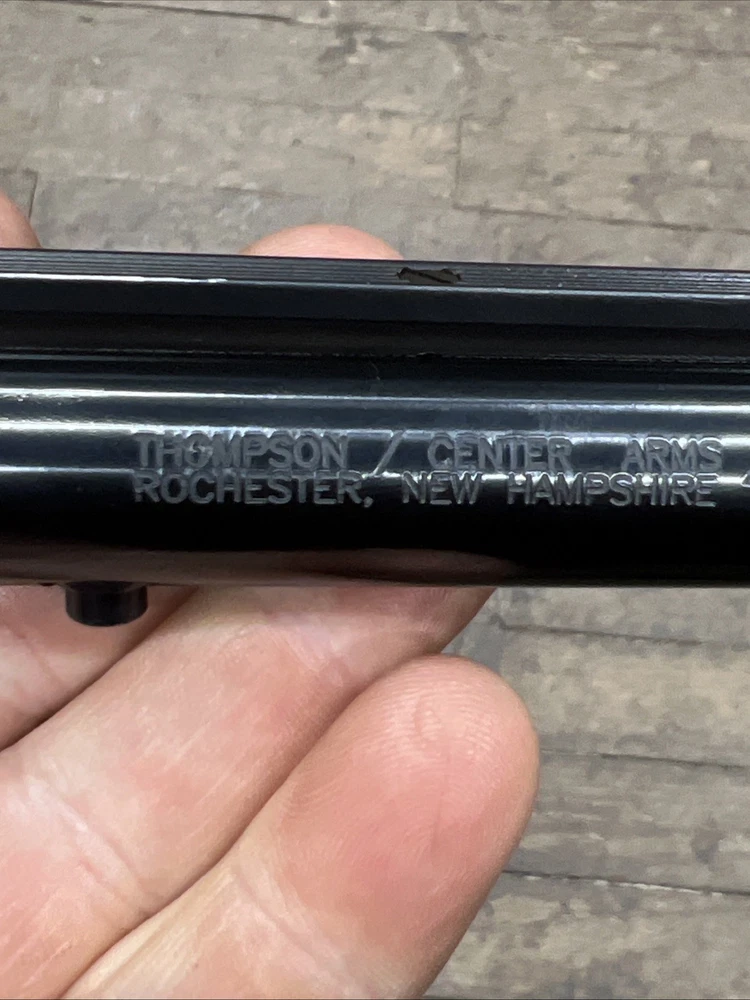 THOMPSON / CENTER ARMS
ROCHESTER, NEW HAMPSHIRE